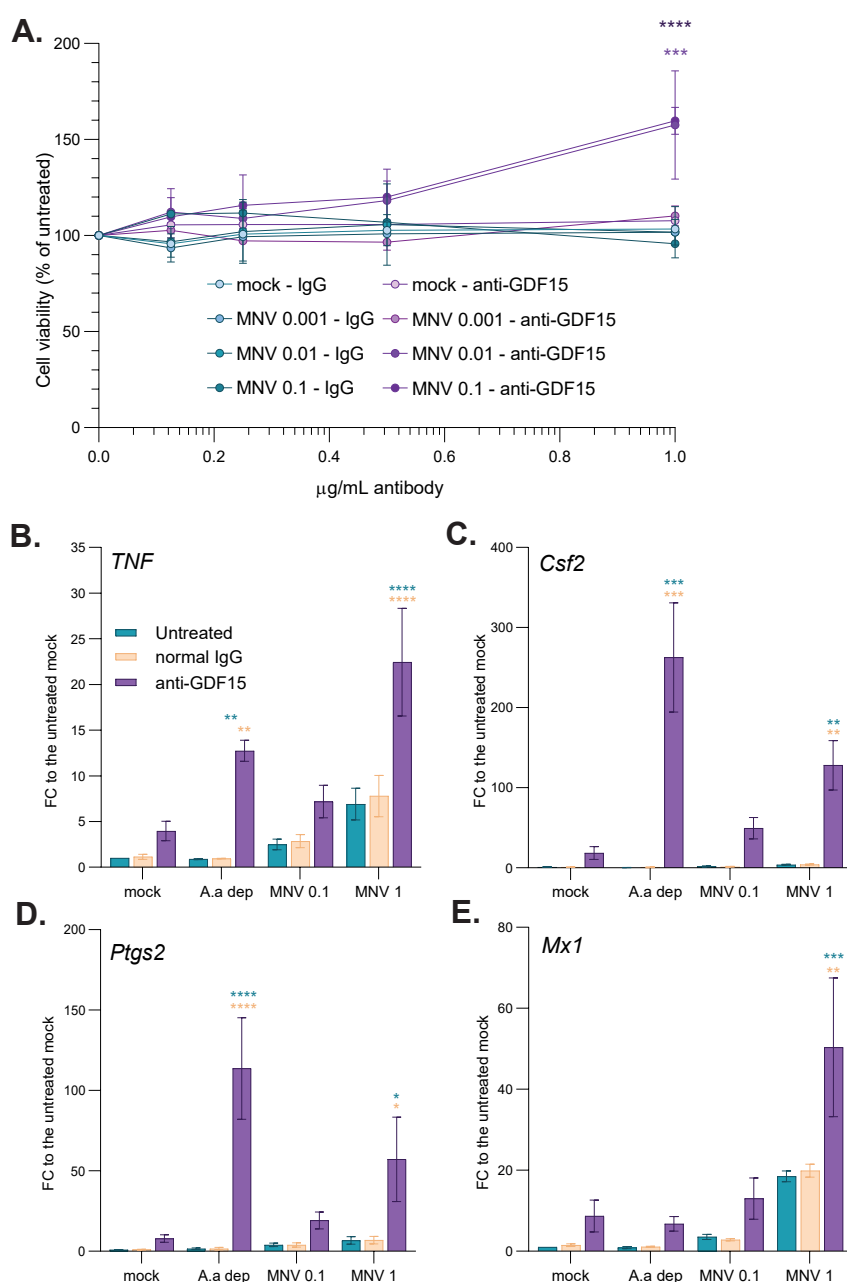 A.
****
***
200
150
100
50
0
Cell viability (% of untreated)
mock - IgG
mock - anti-GDF15
MNV 0.001 - IgG
MNV 0.001 - anti-GDF15
MNV 0.01 - IgG
MNV 0.01 - anti-GDF15
MNV 0.1 - IgG
MNV 0.1 - anti-GDF15
0.0 0.2 0.4 0.6 0.8 1.0
µg/mL antibody
B.
TNF
35
30
25
20
15
10
5
0
FC to the untreated mock
Untreated
normal IgG
anti-GDF15
**
**
****
****
mock A.a dep MNV 0.1 MNV 1
C.
Csf2
400
300
200
100
0
FC to the untreated mock
***
***
**
**
mock A.a dep MNV 0.1 MNV 1
D.
Ptgs2
200
150
100
50
0
FC to the untreated mock
****
****
*
*
mock A.a dep MNV 0.1 MNV 1
E.
Mx1
80
60
40
20
0
FC to the untreated mock
***
**
mock A.a dep MNV 0.1 MNV 1